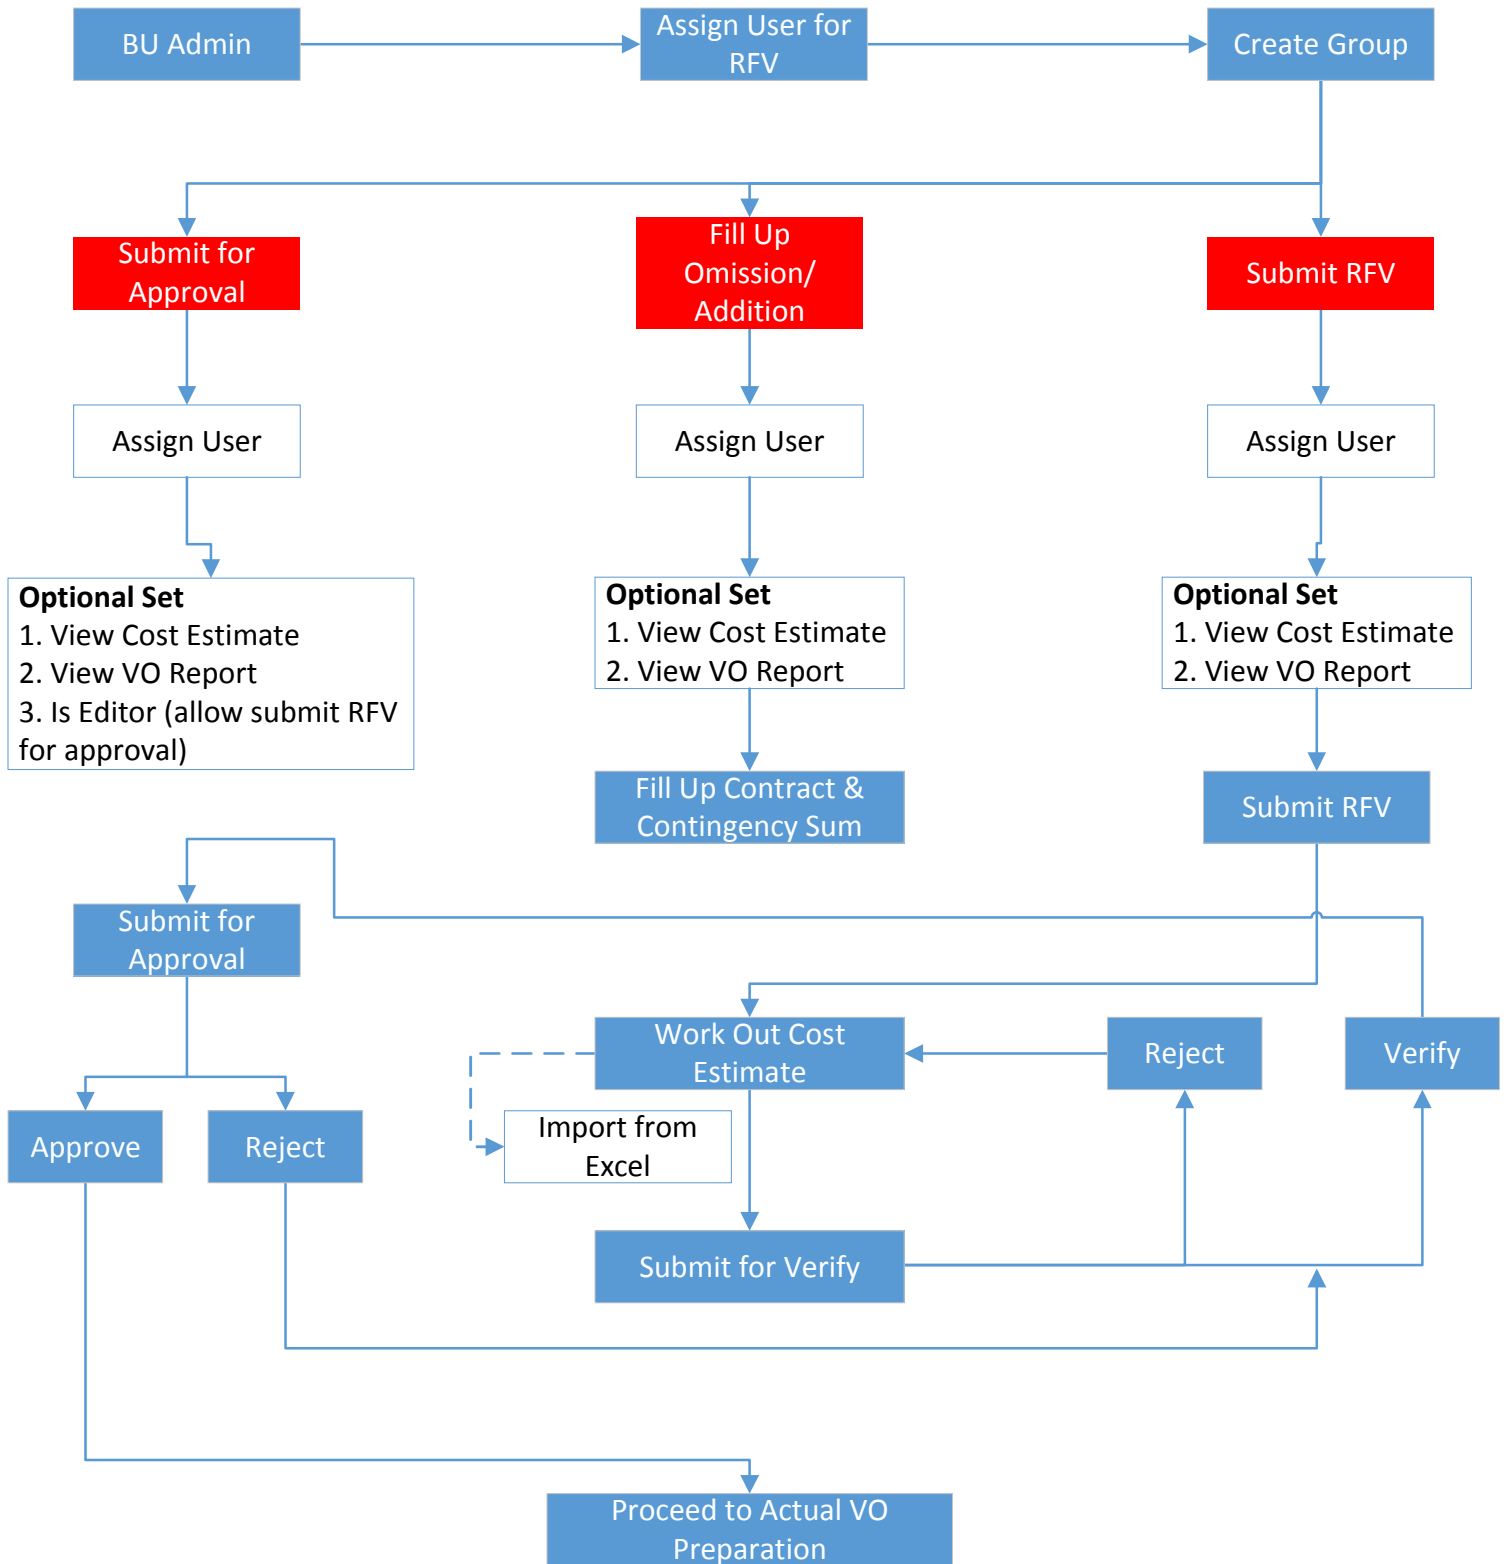 BU Admin
Assign User for
RFV
Create Group
Submit for
Approval
Fill Up
Omission/
Addition
Submit RFV
Assign User
Assign User
Assign User
Optional Set
1. View Cost Estimate
2. View VO Report
3. Is Editor (allow submit RFV
for approval)
Optional Set
1. View Cost Estimate
2. View VO Report
Optional Set
1. View Cost Estimate
2. View VO Report
Fill Up Contract &
Contingency Sum
Submit RFV
Submit for
Approval
Work Out Cost
Estimate
Reject
Verify
Approve
Reject
Import from
Excel
Submit for Verify
Proceed to Actual VO
Preparation